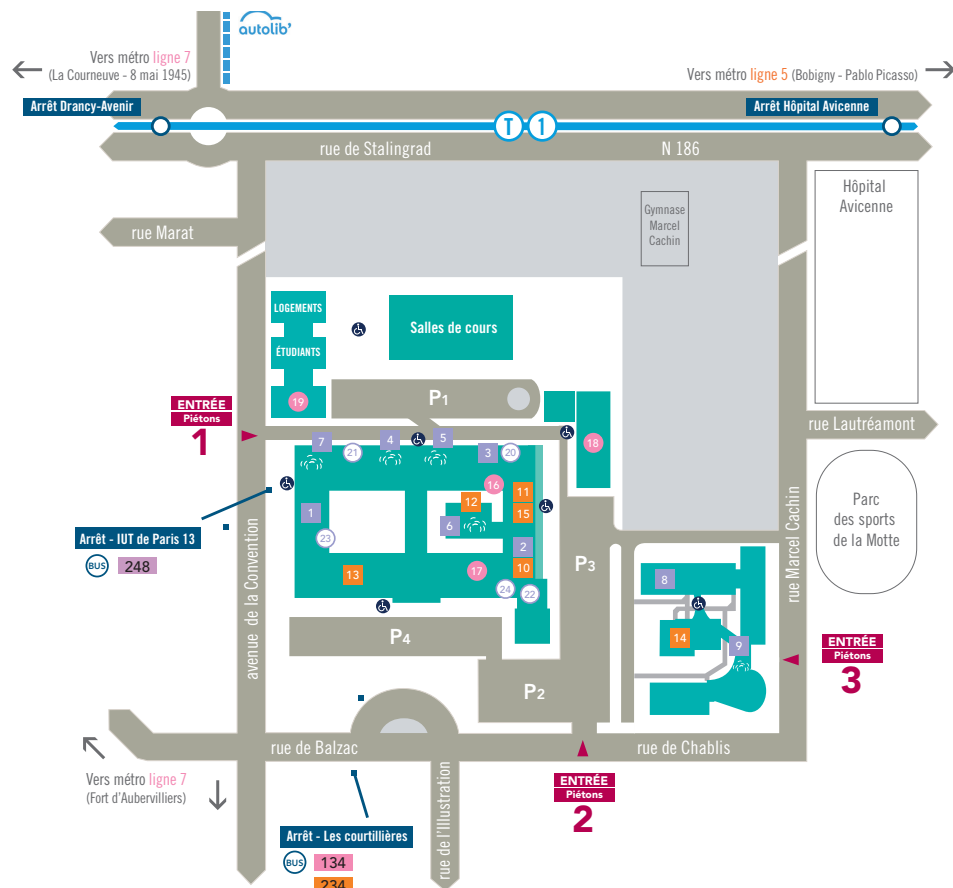 autolib'
Vers métro ligne 7
(La Courneuve - 8 mai 1945)
Vers métro ligne 5 (Bobigny - Pablo Picasso)
Arrêt Drancy-Avenir
Arrêt Hôpital Avicenne
T 1
rue de Stalingrad
N 186
Hôpital
Avicenne
Gymnase
Marcel
Cachin
rue Marat
LOGEMENTS
ÉTUDIANTS
19
Salles de cours
P1
ENTRÉE
Piétons
1
rue Lautréamont
18
7
21
4
5
3
20
16
11
12
15
1
6
23
2
10
13
17
24
22
Arrêt - IUT de Paris 13
BUS 248
avenue de la Convention
P3
P4
P2
8
14
9
rue Marcel Cachin
Parc
des sports
de la Motte
ENTRÉE
Piétons
3
rue de Balzac
rue de Chablis
Vers métro ligne 7
(Fort d'Aubervilliers)
ENTRÉE
Piétons
2
rue de l'Illustration
Arrêt - Les courtillères
BUS 134
234